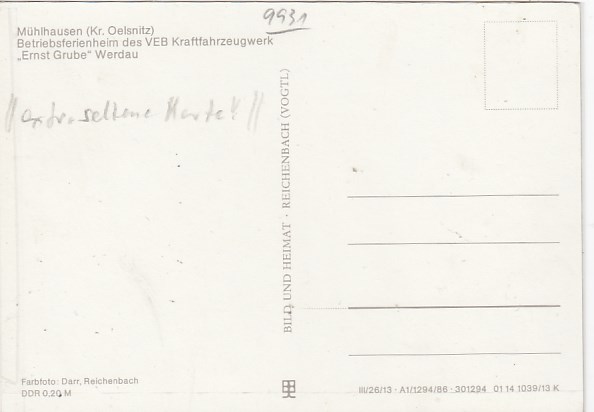 9931
Mühlhausen (Kr. Oelsnitz)
Betriebsferienheim des VEB Kraftfahrzeugwerk
„Ernst Grube“ Werdau
//extra seltene Karte!!//
BILD UND HEIMAT · REICHENBACH (VOGTL)
Farbfoto: Darr, Reichenbach
DDR 0,20 M
III/26/13 · A1/1294/86 · 301294 01 14 1039/13 K